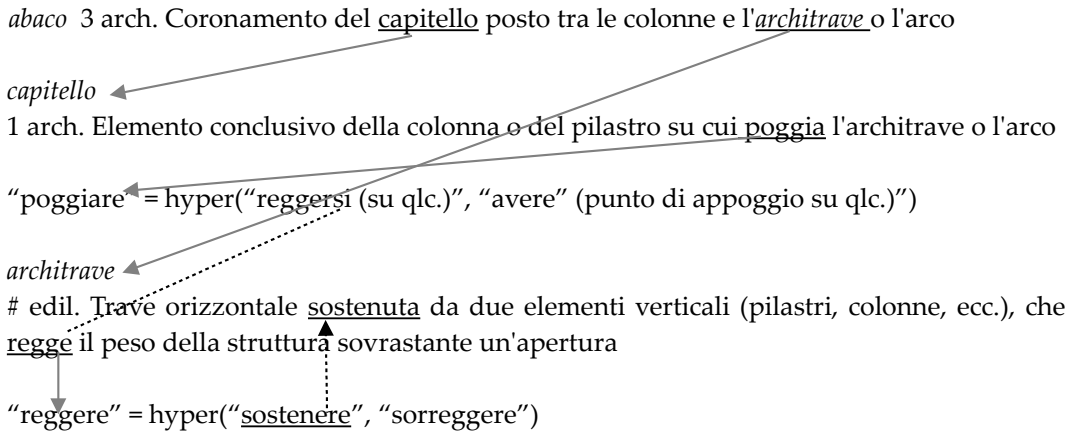 abaco 3 arch. Coronamento del capitello posto tra le colonne e l'architrave o l'arco
capitello
1 arch. Elemento conclusivo della colonna o del pilastro su cui poggia l'architrave o l'arco
“poggiare” = hyper(“reggersi (su qlc.)”, “avere” (punto di appoggio su qlc.)”)
architrave
# edil. Trave orizzontale sostenuta da due elementi verticali (pilastri, colonne, ecc.), che
regge il peso della struttura sovrastante un'apertura
“reggere” = hyper(“sostenere”, “sorreggere”)